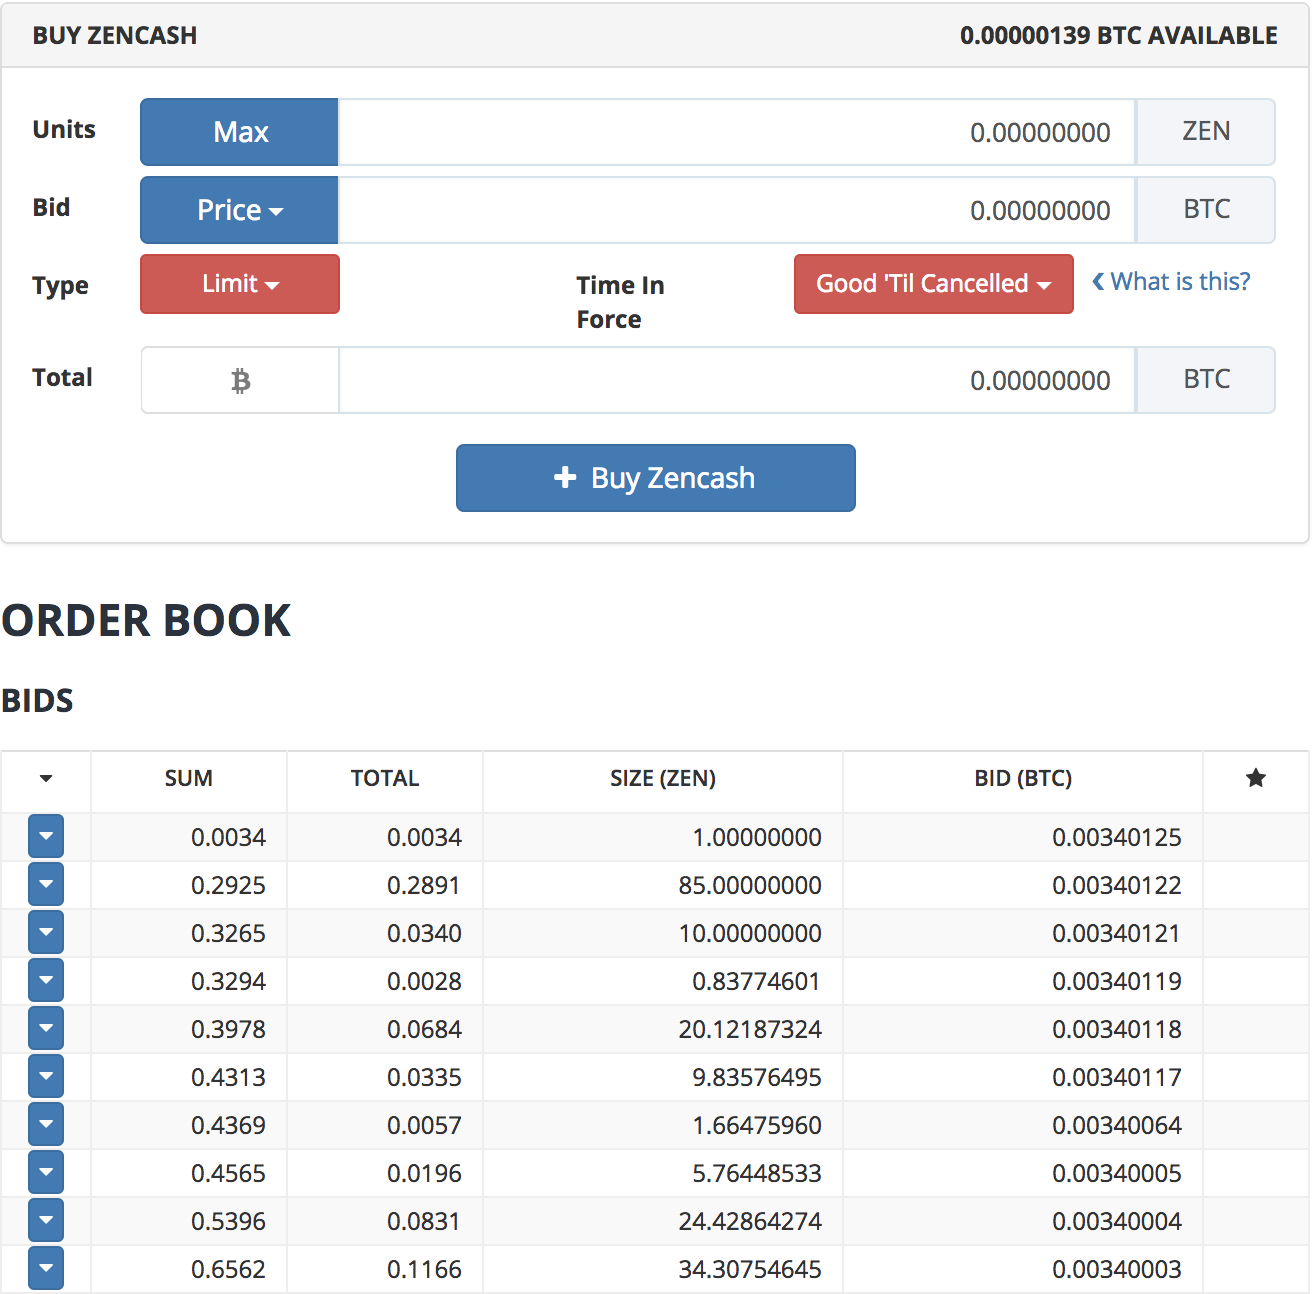 BUY ZENCASH 0.00000139 BTC AVAILABLE
Units Max 0.00000000 ZEN
Bid Price 0.00000000 BTC
Type Limit Time In Force Good 'Til Cancelled What is this?
Total 0.00000000 BTC
Buy Zencash
ORDER BOOK
BIDS
SUM TOTAL SIZE (ZEN) BID (BTC)
0.0034 0.0034 1.00000000 0.00340125
0.2925 0.2891 85.00000000 0.00340122
0.3265 0.0340 10.00000000 0.00340121
0.3294 0.0028 0.83774601 0.00340119
0.3978 0.0684 20.12187324 0.00340118
0.4313 0.0335 9.83576495 0.00340117
0.4369 0.0057 1.66475960 0.00340064
0.4565 0.0196 5.76448533 0.00340005
0.5396 0.0831 24.42864274 0.00340004
0.6562 0.1166 34.30754645 0.00340003